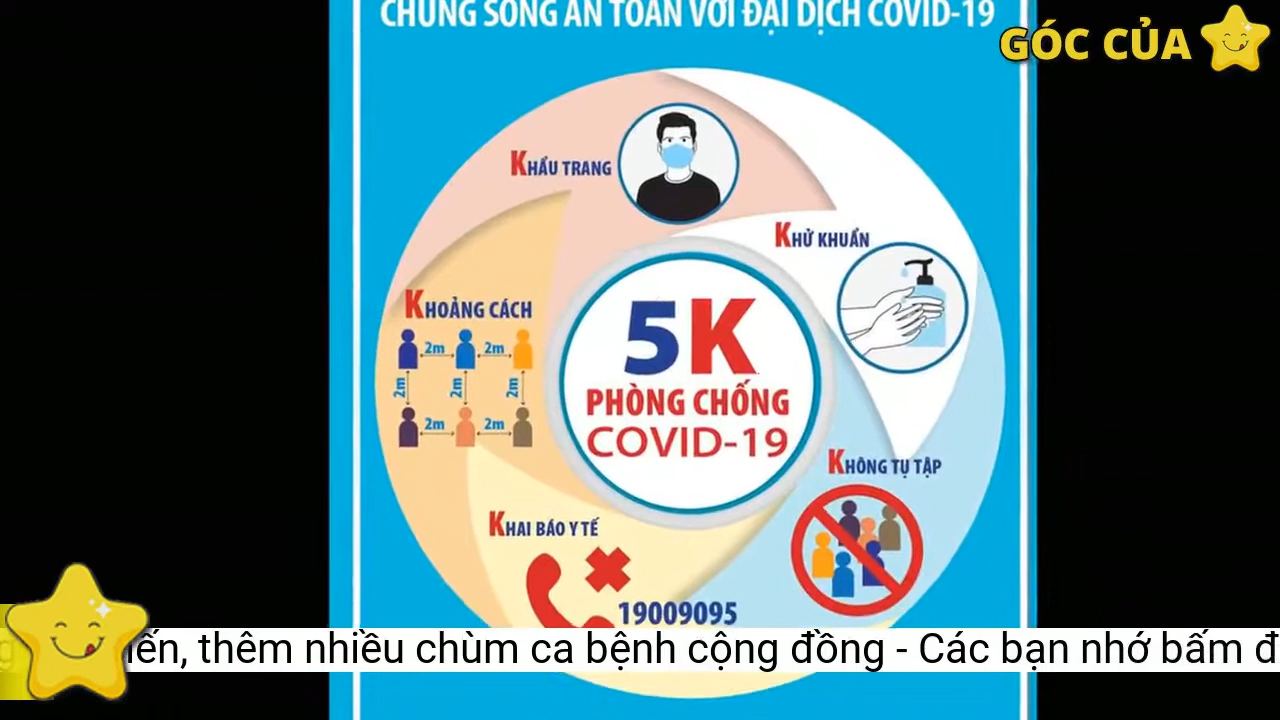 CHUNG SỐNG AN TOÀN VỚI ĐẠI DỊCH COVID-19
GÓC CỦA
KHẨU TRANG
KHỬ KHUẨN
KHOẢNG CÁCH
2m 2m
2m 2m 2m
2m 2m
5K
PHÒNG CHỐNG
COVID-19
KHÔNG TỤ TẬP
KHAI BÁO Y TẾ
19009095
thêm nhiều chùm ca bệnh cộng đồng - Các bạn nhớ bấm